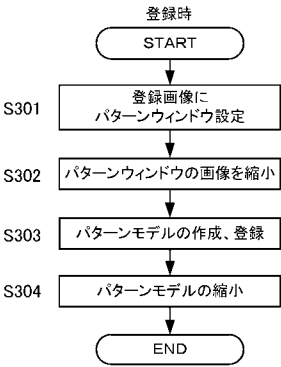 登録時
START
S301
登録画像に
パターンウィンドウ設定
S302
パターンウィンドウの画像を縮小
S303
パターンモデルの作成、登録
S304
パターンモデルの縮小
END